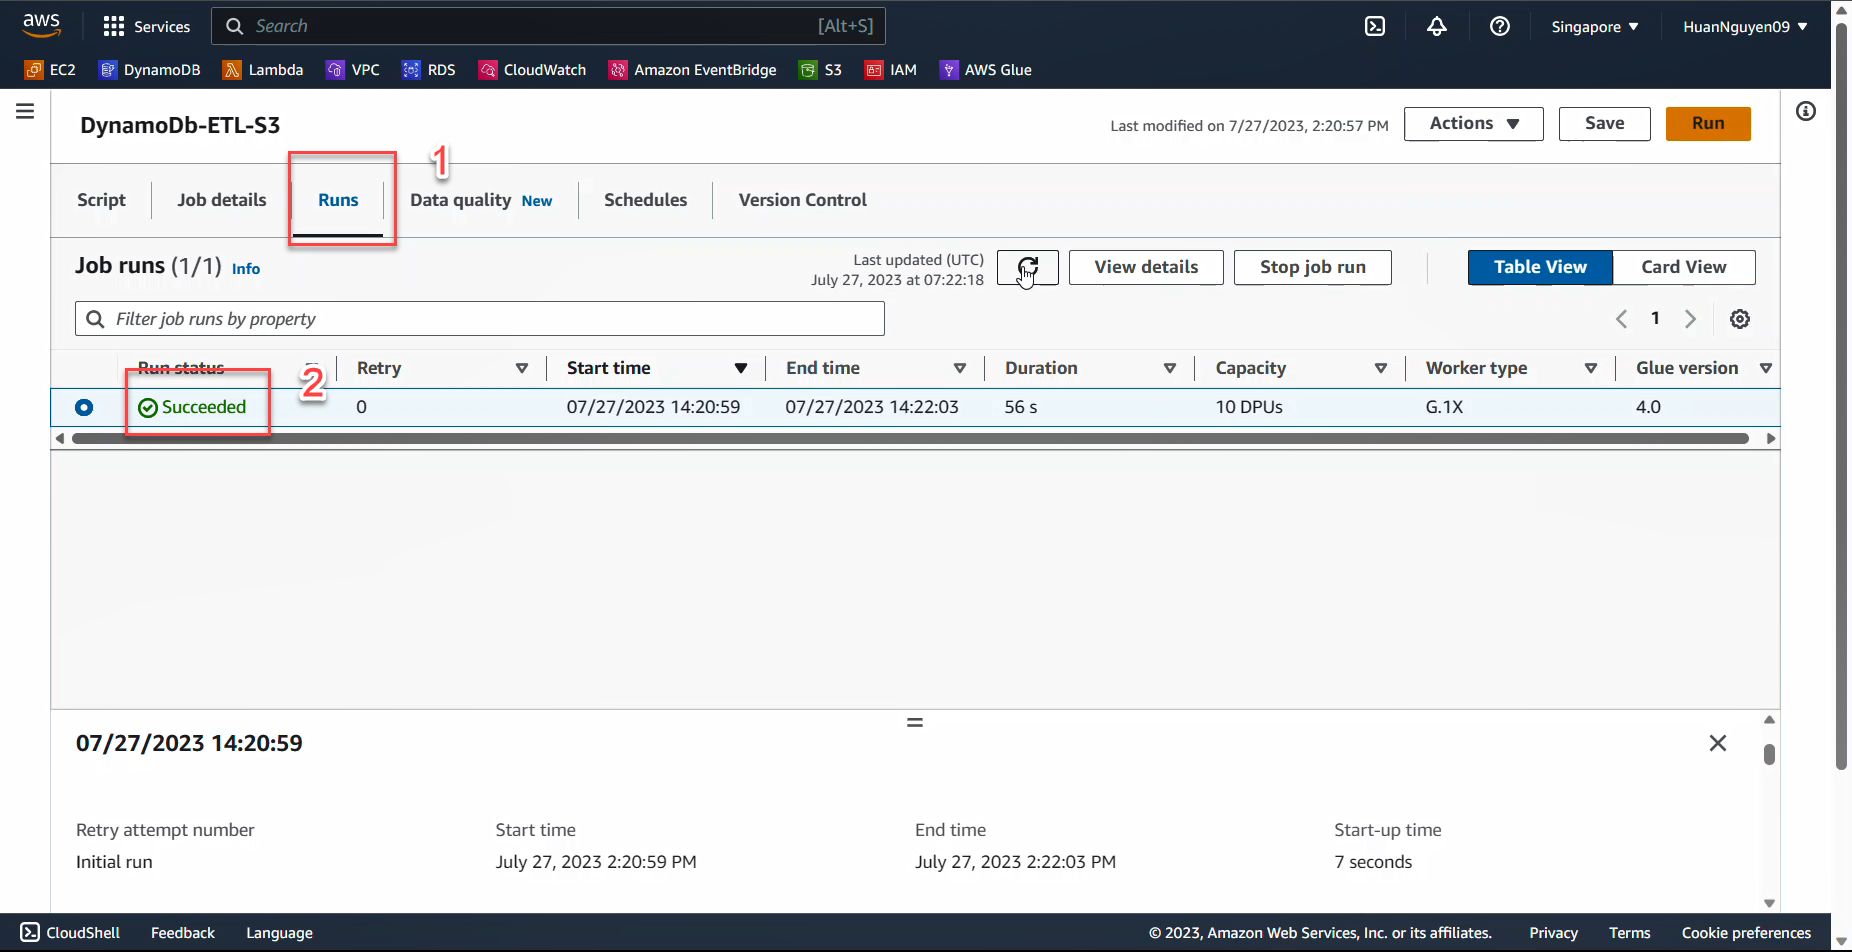 aws
Services
Search
[Alt+S]
Singapore
HuanNguyen09
EC2
DynamoDB
Lambda
VPC
RDS
CloudWatch
Amazon EventBridge
S3
IAM
AWS Glue
DynamoDb-ETL-S3
Last modified on 7/27/2023, 2:20:57 PM
Actions
Save
Run
1
Script
Job details
Runs
Data quality New
Schedules
Version Control
Job runs (1/1) Info
Last updated (UTC)
July 27, 2023 at 07:22:18
View details
Stop job run
Table View
Card View
Filter job runs by property
1
Run status
2
Retry
Start time
End time
Duration
Capacity
Worker type
Glue version
Succeeded
0
07/27/2023 14:20:59
07/27/2023 14:22:03
56 s
10 DPUs
G.1X
4.0
07/27/2023 14:20:59
Retry attempt number
Start time
End time
Start-up time
Initial run
July 27, 2023 2:20:59 PM
July 27, 2023 2:22:03 PM
7 seconds
CloudShell
Feedback
Language
© 2023, Amazon Web Services, Inc. or its affiliates.
Privacy
Terms
Cookie preferences